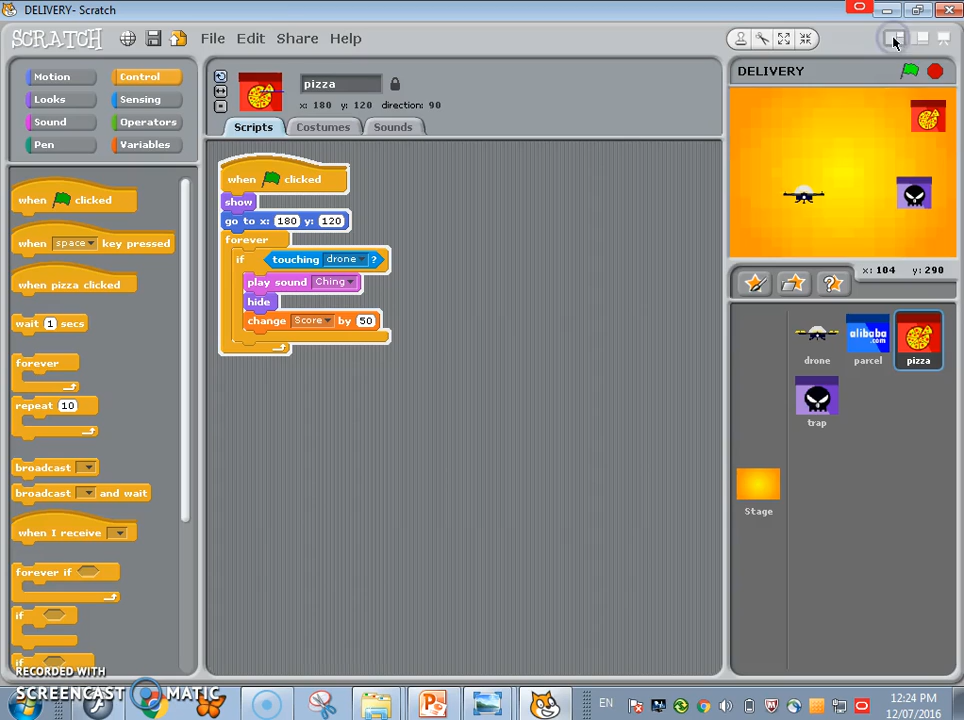 DELIVERY- Scratch
SCRATCH File Edit Share Help
Motion Control
Looks Sensing
Sound Operators
Pen Variables
when clicked
when space key pressed
when pizza clicked
wait 1 secs
forever
repeat 10
broadcast
broadcast and wait
when I receive
forever if
if
if
pizza
x: 180 y: 120 direction: 90
Scripts Costumes Sounds
when clicked
show
go to x: 180 y: 120
forever
if touching drone ?
play sound Ching
hide
change Score by 50
DELIVERY
x: 104 y: 290
alibaba.com
drone parcel pizza
trap
Stage
RECORDED WITH
SCREENCAST MATIC
EN
12:24 PM
12/07/2016